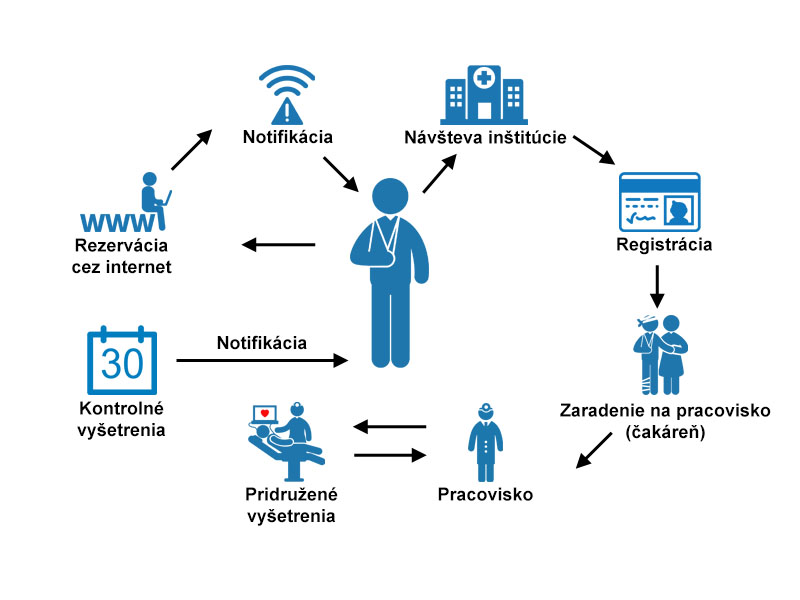 Notifikácia
Návšteva inštitúcie
www
Rezervácia
cez internet
Registrácia
Notifikácia
30
Kontrolné
vyšetrenia
Zaradenie na pracovisko
(čakáreň)
Pridružené
vyšetrenia
Pracovisko